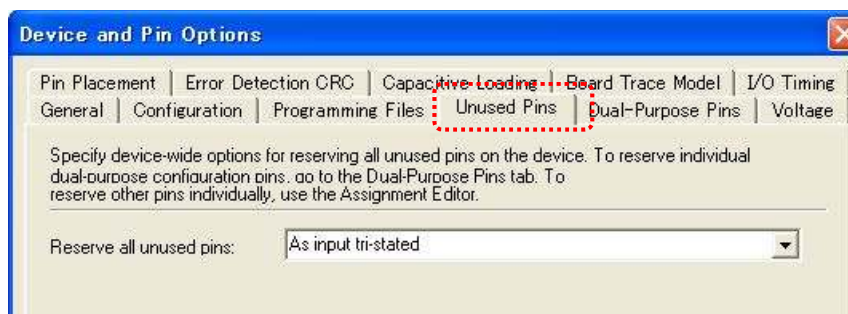 Device and Pin Options
Pin Placement | Error Detection CRC | Capacitive Loading | Board Trace Model | I/O Timing
General | Configuration | Programming Files | Unused Pins | Dual-Purpose Pins | Voltage
Specify device-wide options for reserving all unused pins on the device. To reserve individual
dual-purpose configuration pins, go to the Dual-Purpose Pins tab. To
reserve other pins individually, use the Assignment Editor.
Reserve all unused pins: As input tri-stated